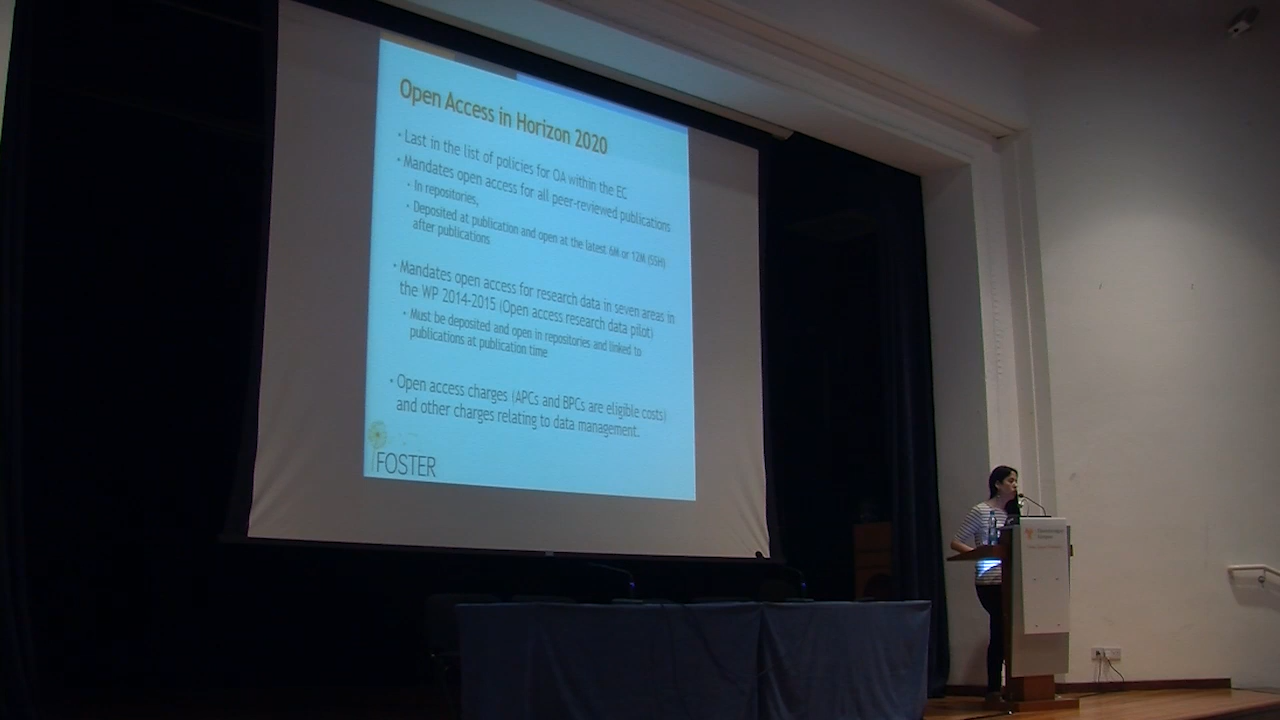 Open Access in Horizon 2020
• Last in the list of policies for OA within the EC
• Mandates open access for all peer-reviewed publications
• In repositories,
• Deposited at publication and open at the latest 6M or 12M (SSH)
after publications
• Mandates open access for research data in seven areas in
the WP 2014-2015 (Open access research data pilot)
• Must be deposited and open in repositories and linked to
publications at publication time
• Open access charges (APCs and BPCs are eligible costs)
and other charges relating to data management.
FOSTER